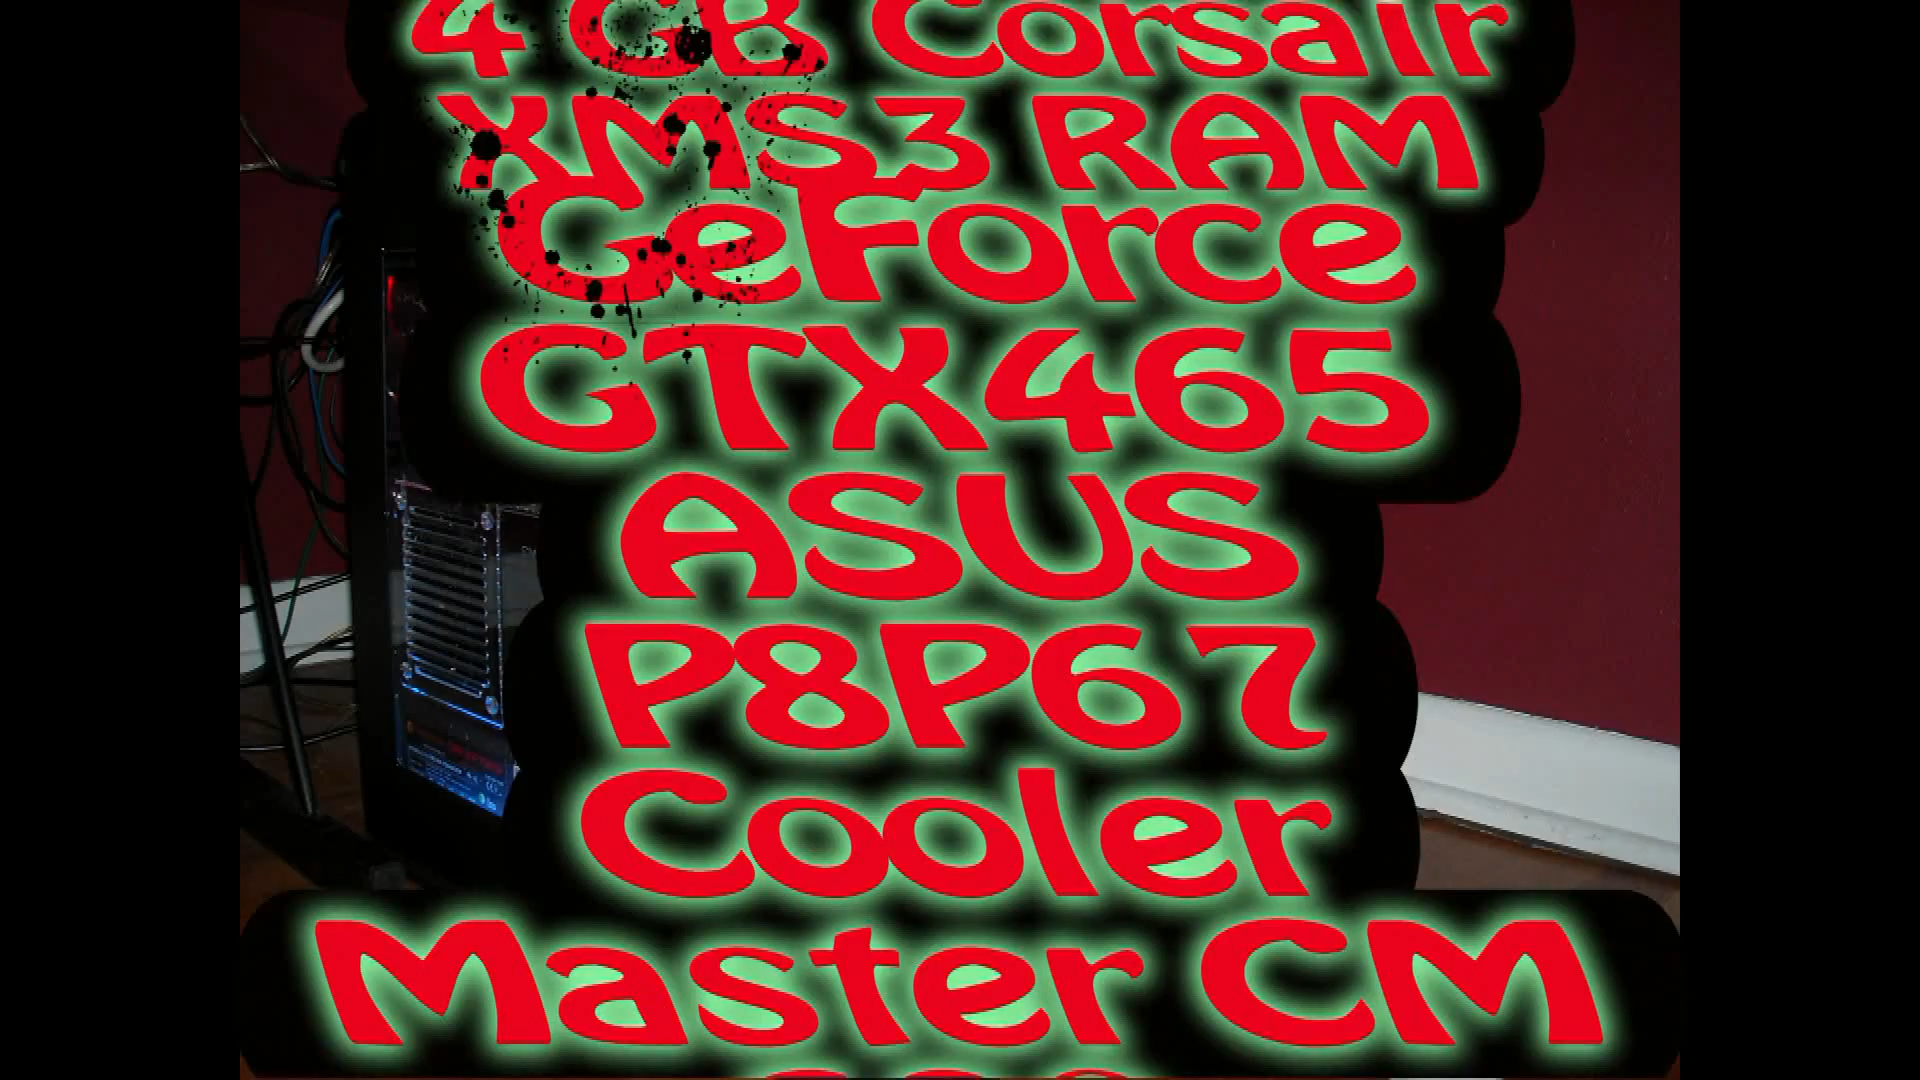 4 GB Corsair
XMS3 RAM
GeForce
GTX465
ASUS
P8P67
Cooler
Master CM